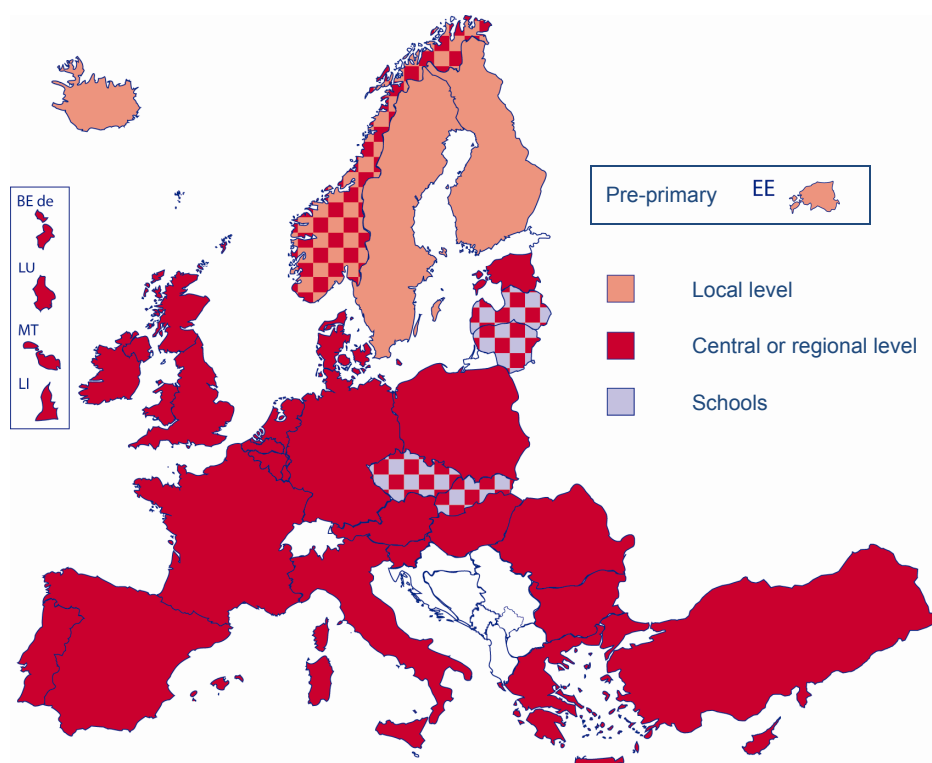 Pre-primary EE
BE de
LU
MT
LI
Local level
Central or regional level
Schools